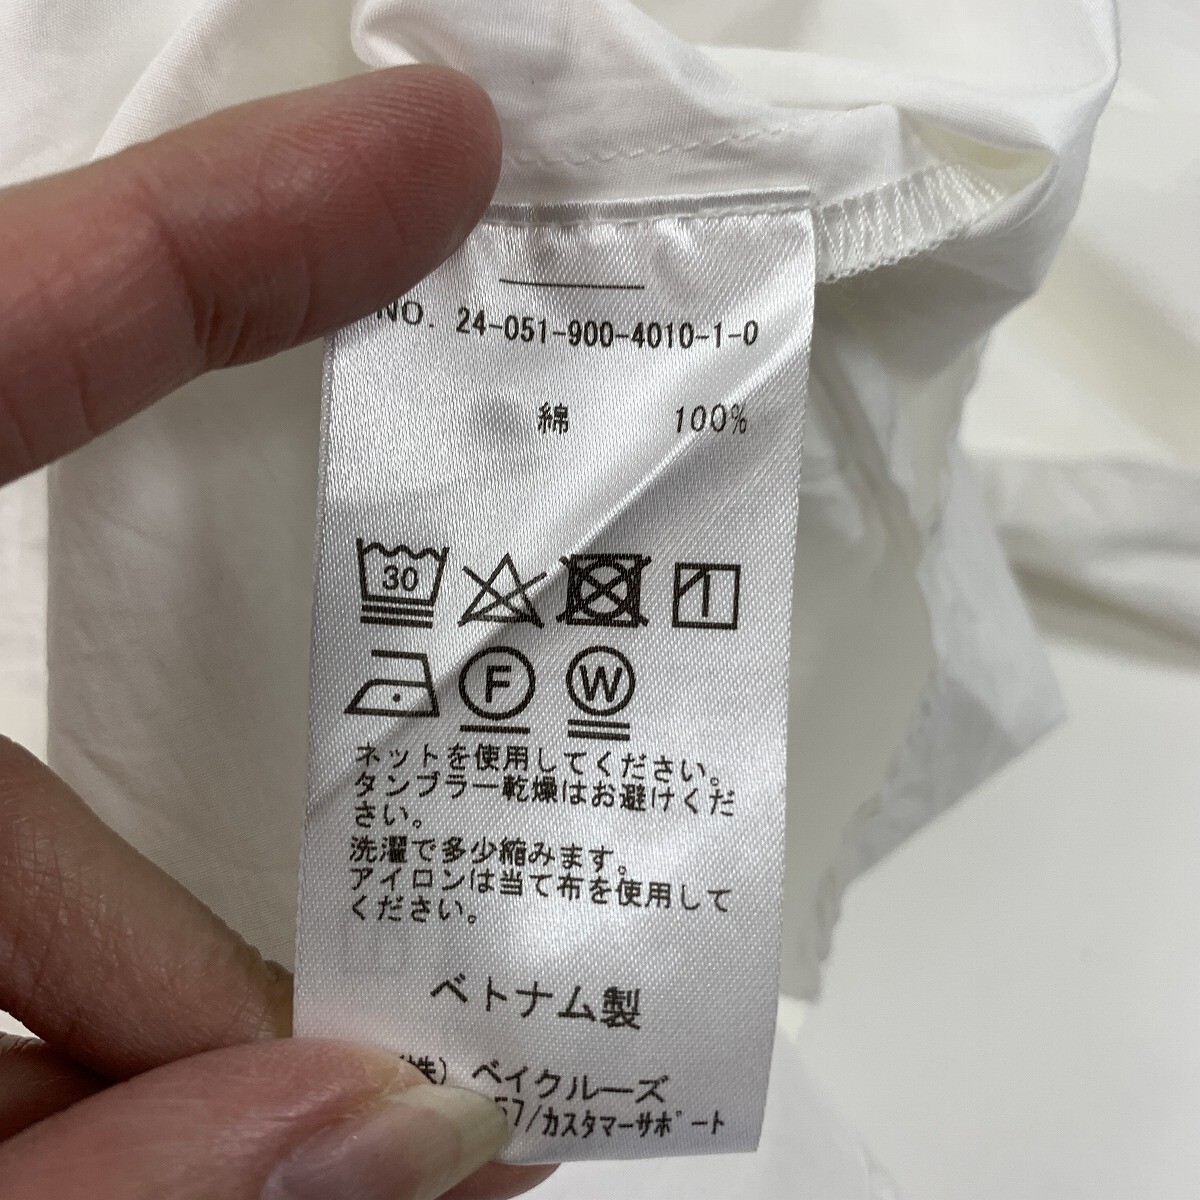 NO. 24-051-900-4010-1-0
綿 100%
30
F W
ネットを使用してください。
タンブラー乾燥はお避けくだ
さい。
洗濯で多少縮みます。
アイロンは当て布を使用して
ください。
ベトナム製
(株) ベイクルーズ
57/カスタマーサポート